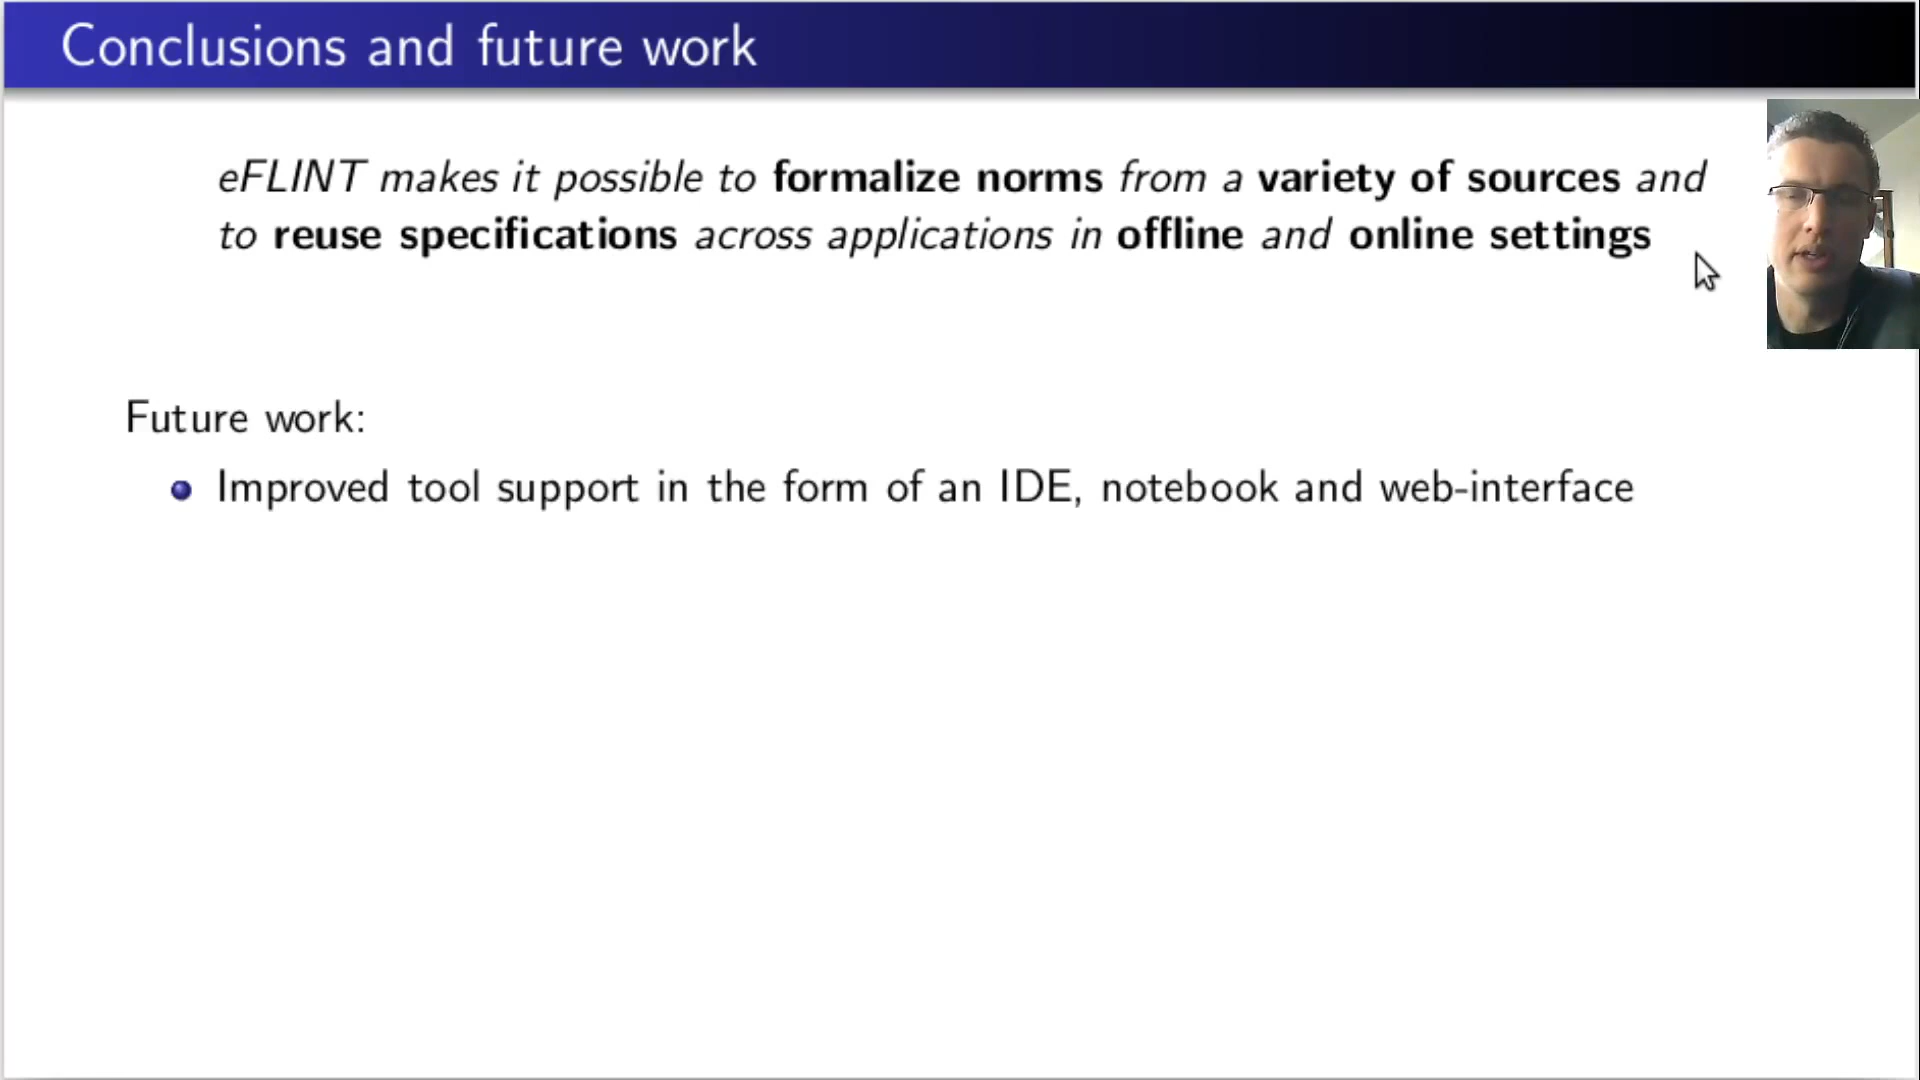 Conclusions and future work
eFLINT makes it possible to formalize norms from a variety of sources and
to reuse specifications across applications in offline and online settings
Future work:
Improved tool support in the form of an IDE, notebook and web-interface